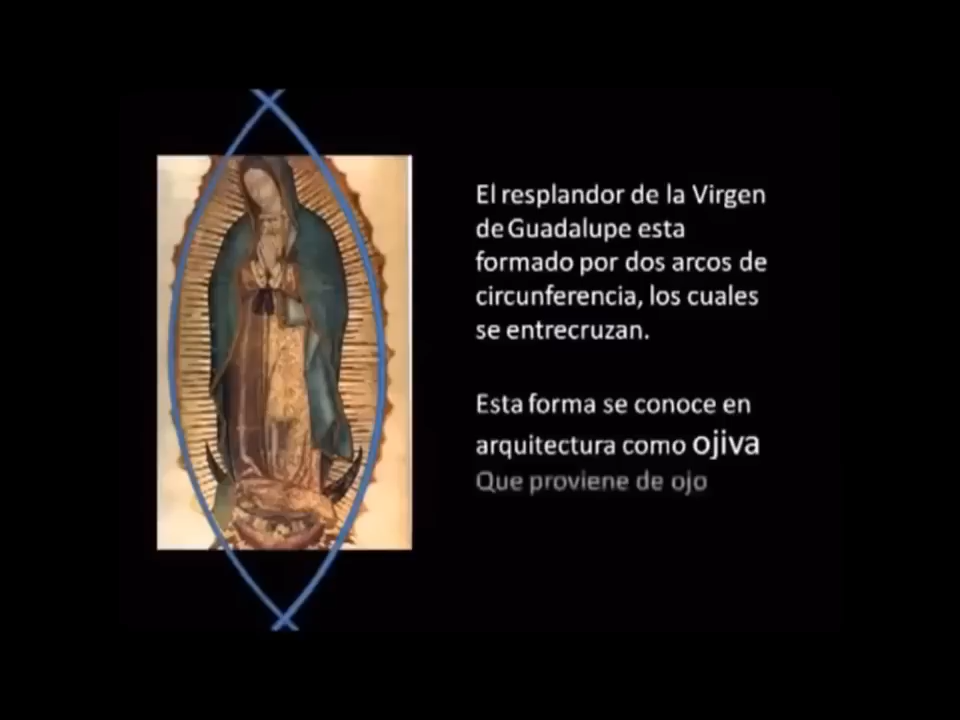 El resplandor de la Virgen
de Guadalupe esta
formado por dos arcos de
circunferencia, los cuales
se entrecruzan.
Esta forma se conoce en
arquitectura como ojiva
Que proviene de ojo